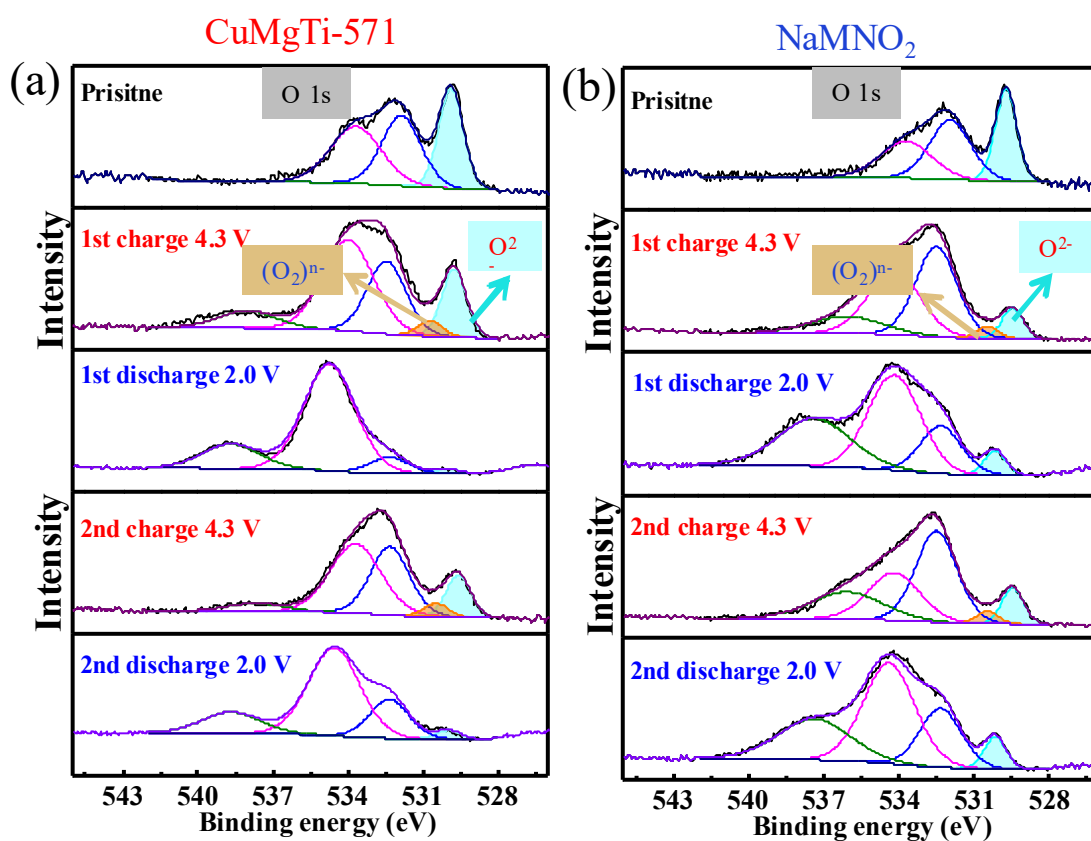 CuMgTi-571
(a)
Prisitne
O 1s
1st charge 4.3 V
(O₂)ⁿ⁻
O²
-
1st discharge 2.0 V
2nd charge 4.3 V
2nd discharge 2.0 V
Intensity
Intensity
543 540 537 534 531 528
Binding energy (eV)
NaMNO₂
(b)
Prisitne
O 1s
1st charge 4.3 V
(O₂)ⁿ⁻
O²⁻
1st discharge 2.0 V
2nd charge 4.3 V
2nd discharge 2.0 V
Intensity
Intensity
543 540 537 534 531 528
Binding energy (eV)